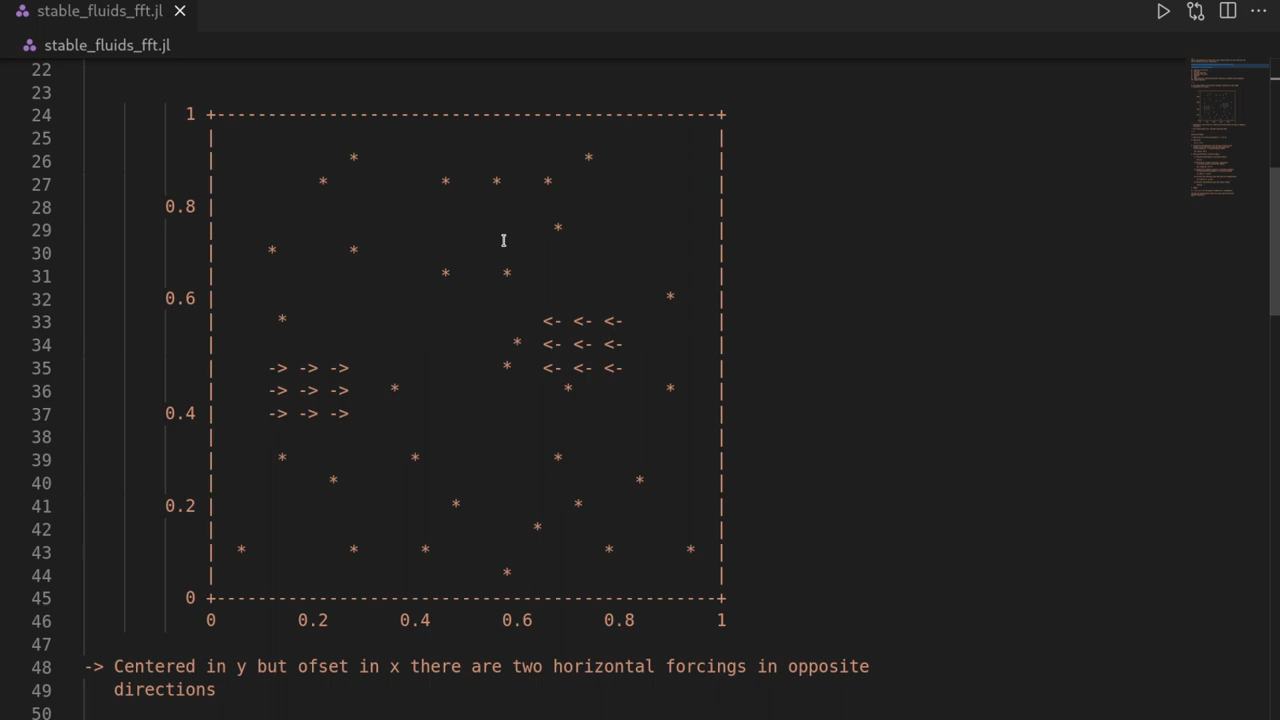 stable_fluids_fft.jl
stable_fluids_fft.jl
22
23
24 1 +--------------------------------------------------+
25 | |
26 | * * |
27 | * * * * |
28 0.8 | |
29 | * |
30 | * * |
31 | * * |
32 0.6 | * |
33 | * <- <- <- |
34 | * <- <- <- |
35 | -> -> -> * <- <- <- |
36 | -> -> -> * * * |
37 0.4 | -> -> -> |
38 | |
39 | * * * |
40 | * * |
41 0.2 | * * |
42 | * |
43 | * * * * * |
44 | * |
45 0 +--------------------------------------------------+
46 0 0.2 0.4 0.6 0.8 1
47
48 -> Centered in y but ofset in x there are two horizontal forcings in opposite
49 directions
50